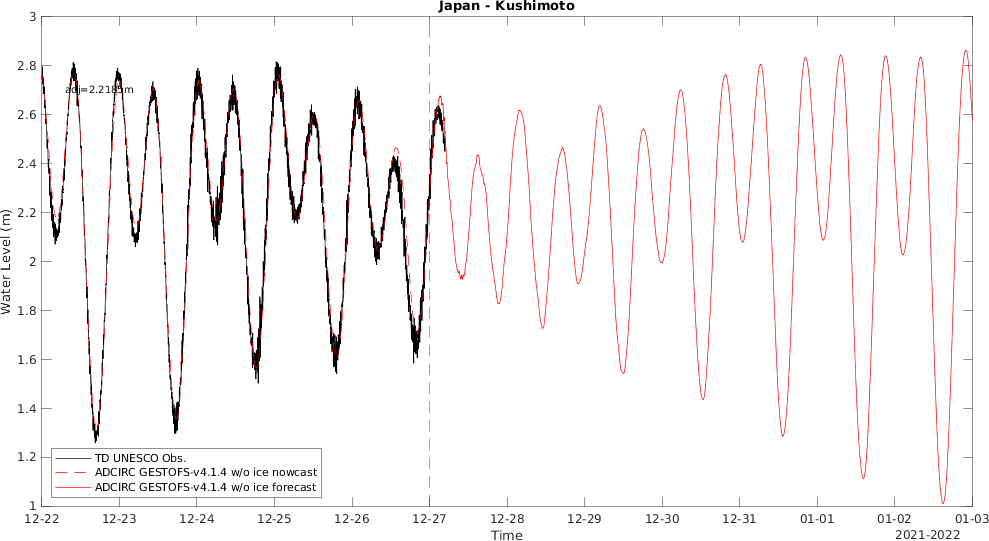 Japan - Kushimoto
3
2.8
2.6
2.4
2.2
2
1.8
1.6
1.4
1.2
1
Water Level (m)
adj=2.2185m
TD UNESCO Obs.
ADCIRC GESTOFS-v4.1.4 w/o ice nowcast
ADCIRC GESTOFS-v4.1.4 w/o ice forecast
12-22 12-23 12-24 12-25 12-26 12-27 12-28 12-29 12-30 12-31 01-01 01-02 01-03
Time
2021-2022